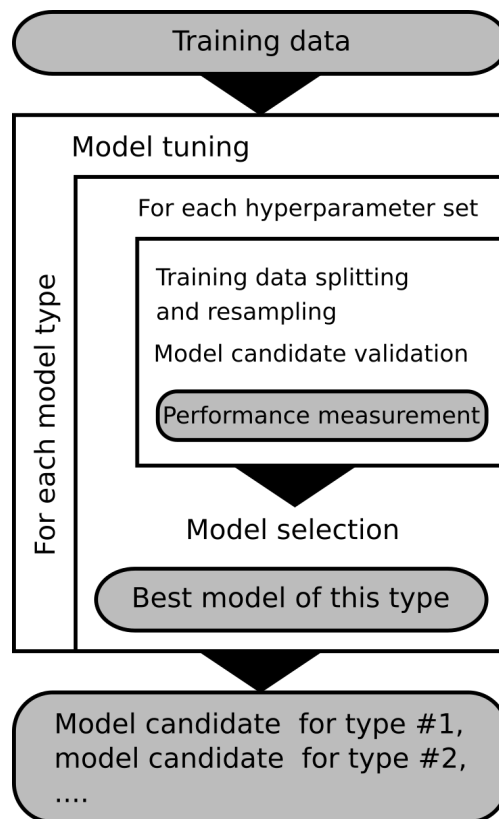 Training data
Model tuning
For each hyperparameter set
For each model type
Training data splitting
and resampling
Model candidate validation
Performance measurement
Model selection
Best model of this type
Model candidate  for type #1,
model candidate  for type #2,
....